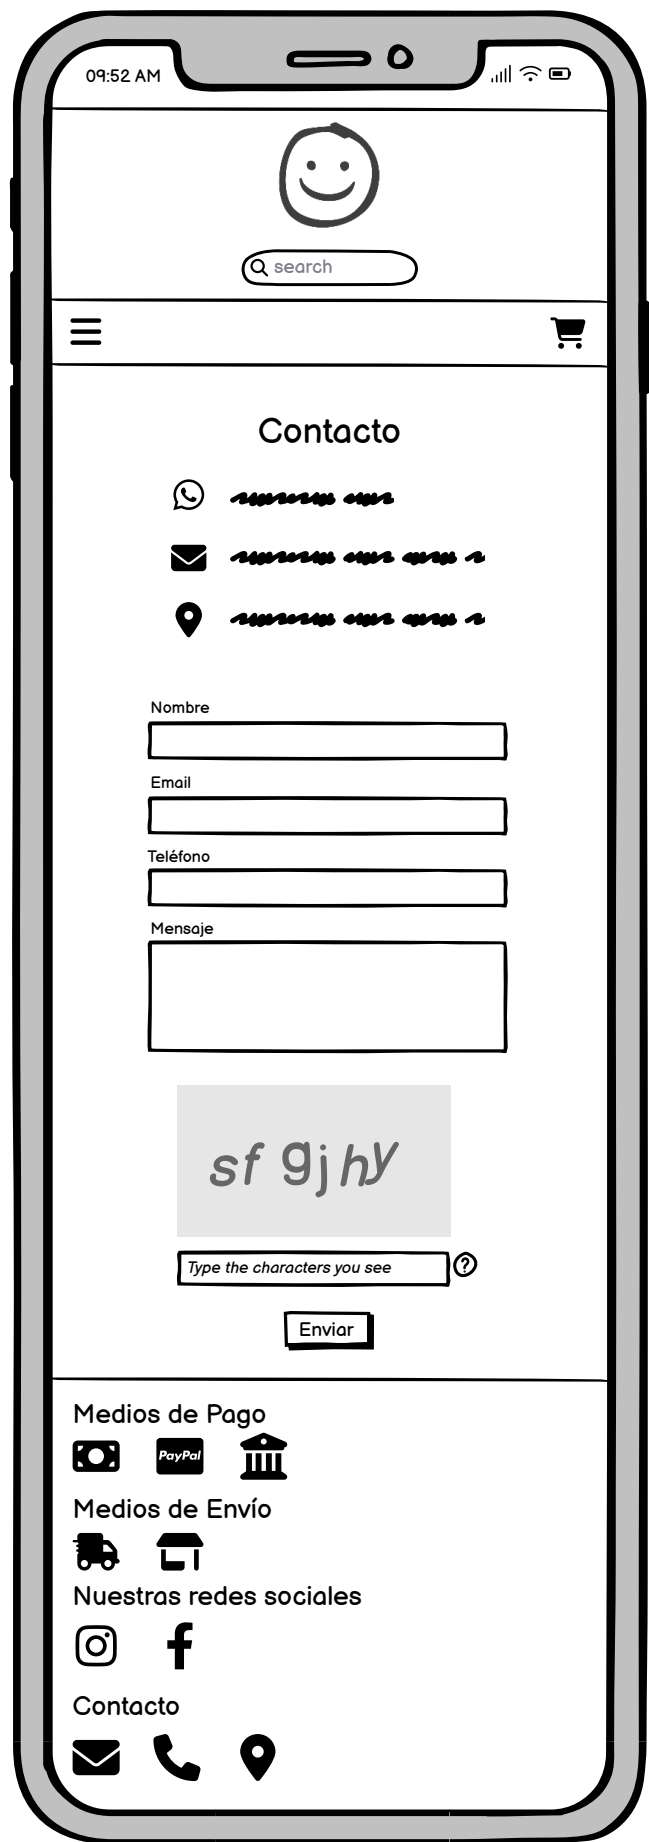 09:52 AM
search
Contacto
Nombre
Email
Teléfono
Mensaje
sf gjhy
Type the characters you see
?
Enviar
Medios de Pago
PayPal
Medios de Envío
Nuestras redes sociales
Contacto